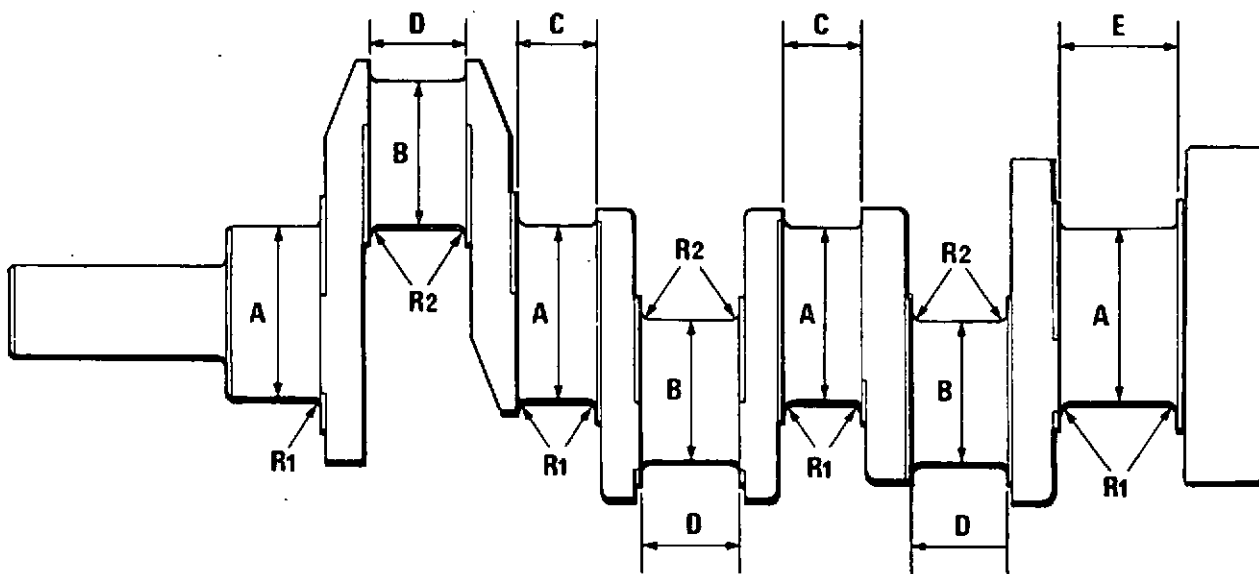 D C C E
B
R2 R2
R2
A A A A
B B
R1 R1 R1 R1
D D